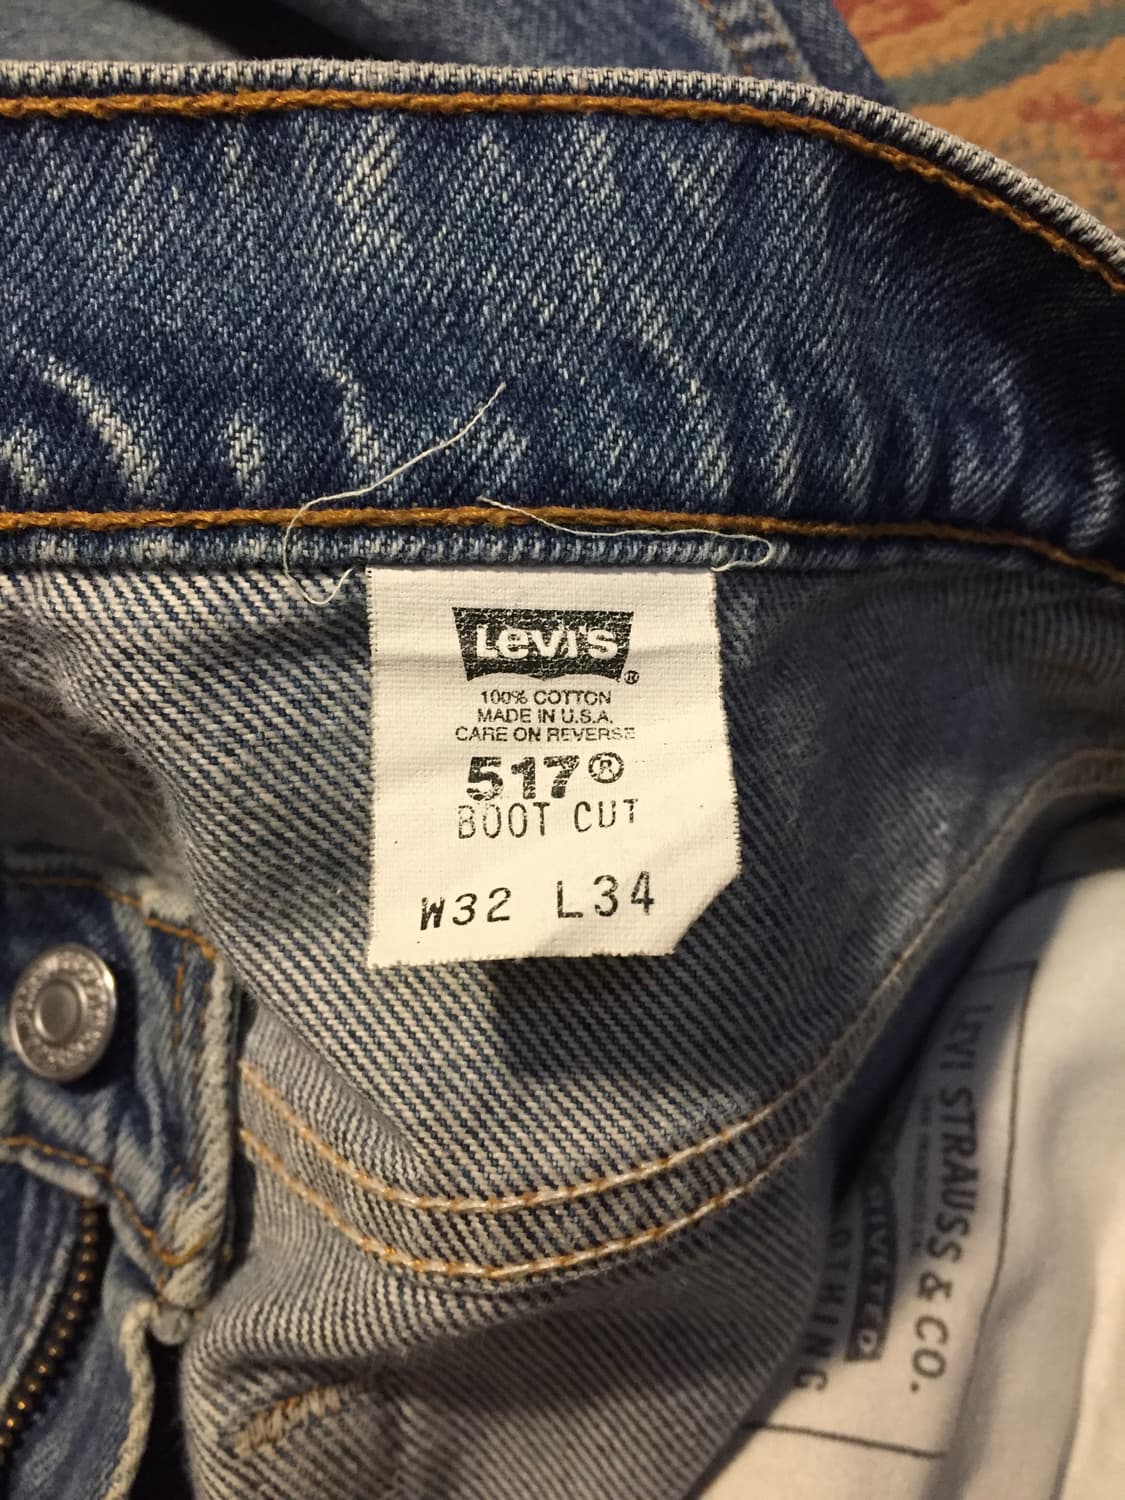 Levi's®
100% COTTON
MADE IN U.S.A.
CARE ON REVERSE
517®
BOOT CUT
W32 L34
LEVI STRAUSS & CO.